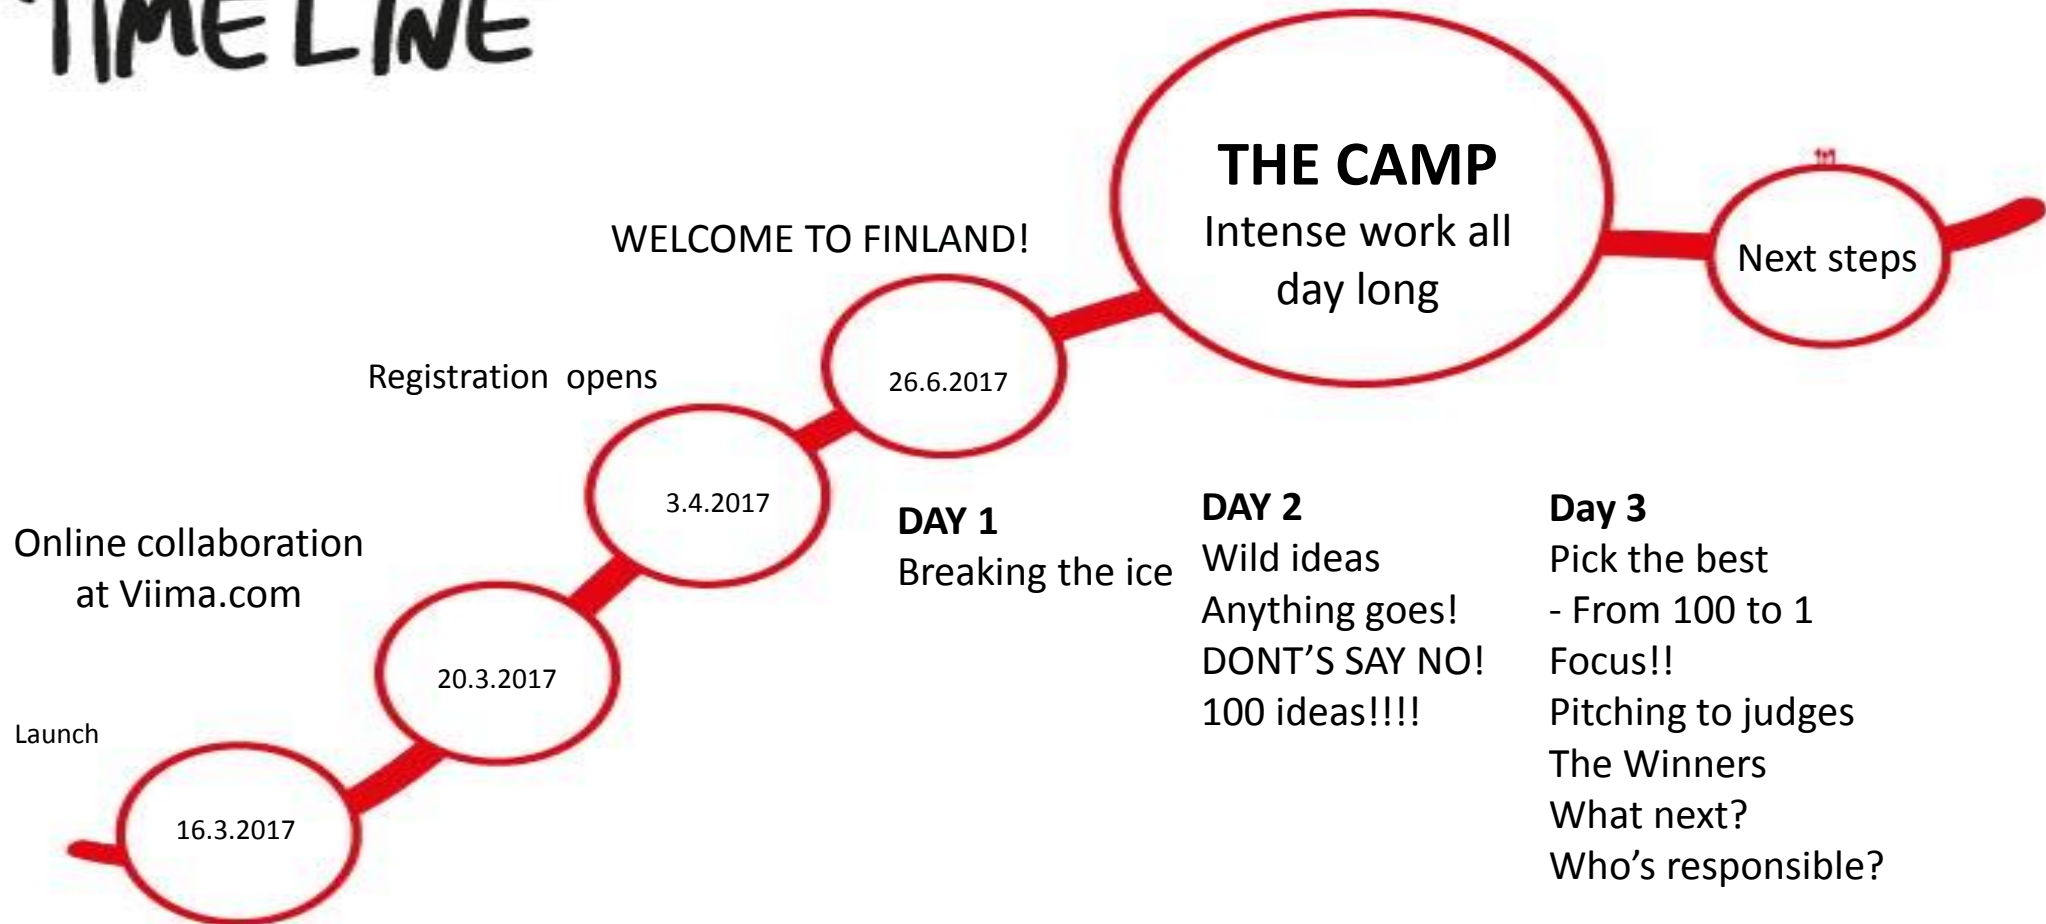 TIMELINE
THE CAMP
Intense work all
day long
Next steps
WELCOME TO FINLAND!
26.6.2017
Registration opens
3.4.2017
Online collaboration
at Viima.com
20.3.2017
Launch
16.3.2017
DAY 1
Breaking the ice
DAY 2
Wild ideas
Anything goes!
DONT’S SAY NO!
100 ideas!!!!
Day 3
Pick the best
- From 100 to 1
Focus!!
Pitching to judges
The Winners
What next?
Who’s responsible?